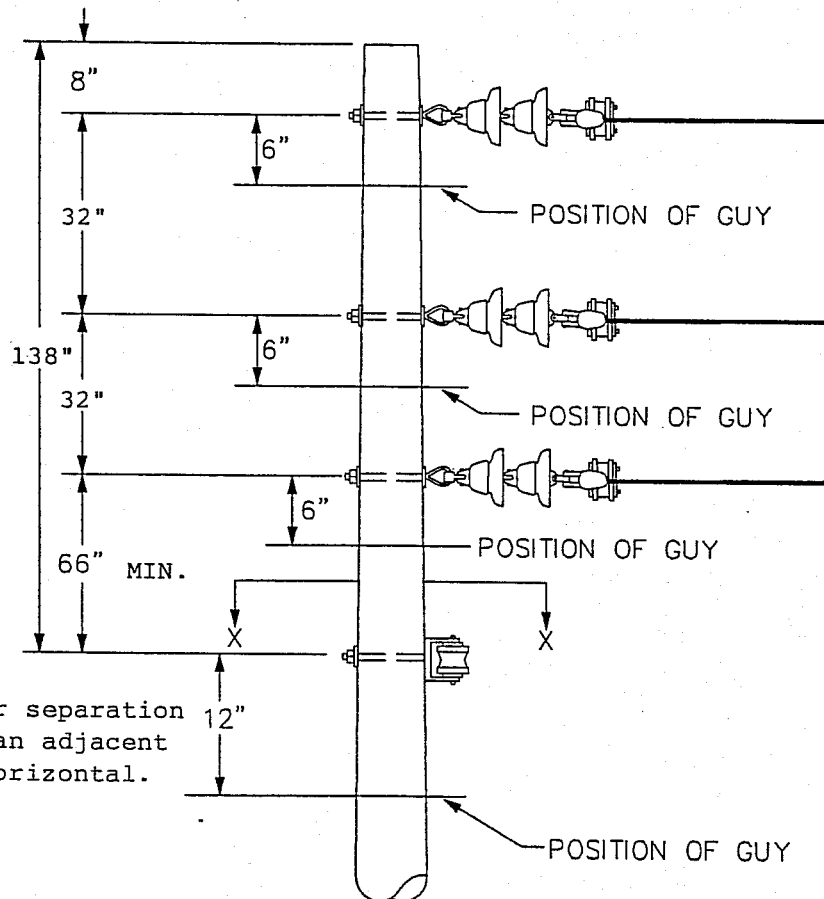 8"
6"
POSITION OF GUY
32"
6"
138"
32"
POSITION OF GUY
6"
POSITION OF GUY
66" MIN.
X X
r separation
12"
an adjacent
orizontal.
POSITION OF GUY